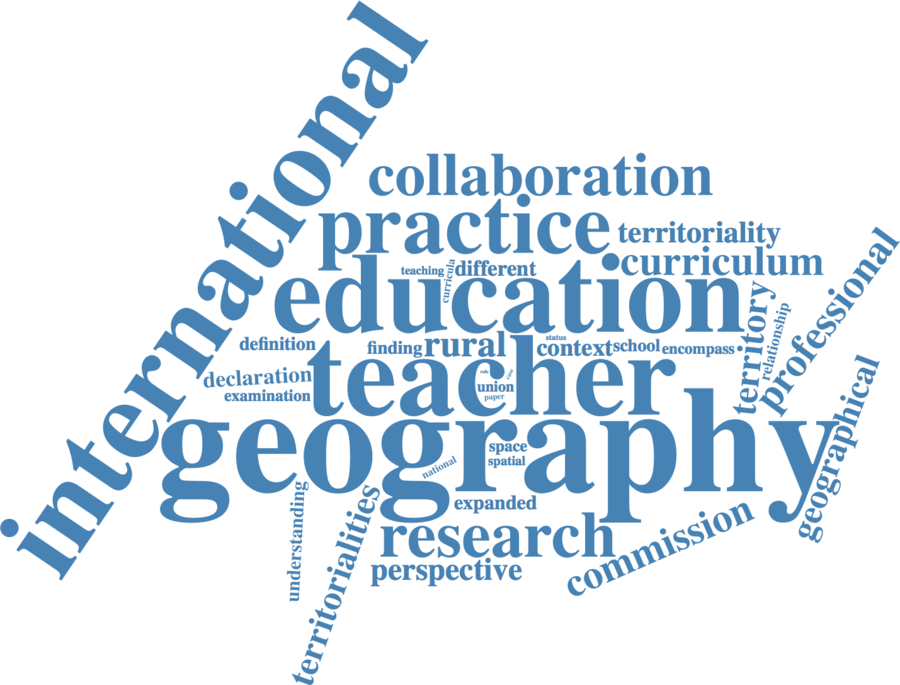 international
collaboration
practice
territoriality
teaching
curricula
different
curriculum
professional
education
territory
relationship
definition
finding
rural
status
context
school
encompass
declaration
examination
teacher
union
paper
geographical
geography
space
spatial
national
expanded
understanding
territorialities
research
commission
perspective